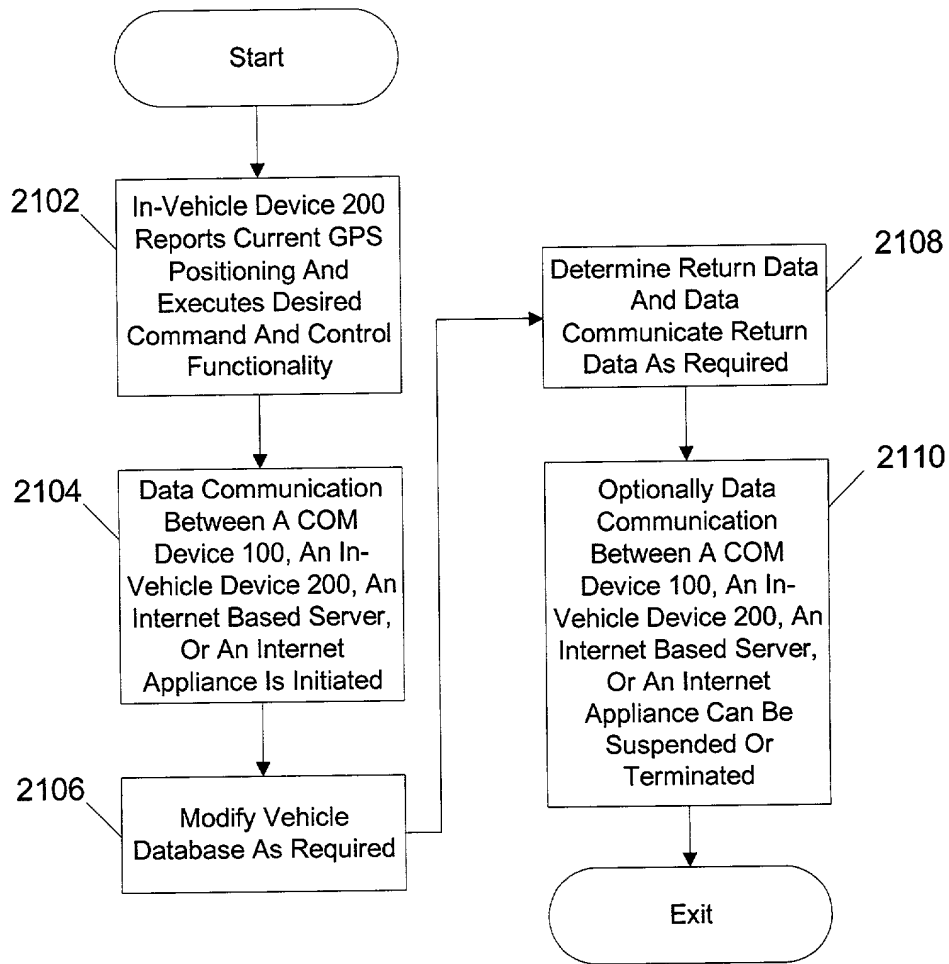 Start
2102
In-Vehicle Device 200
Reports Current GPS
Positioning And
Executes Desired
Command And Control
Functionality
2104
Data Communication
Between A COM
Device 100, An In-
Vehicle Device 200, An
Internet Based Server,
Or An Internet
Appliance Is Initiated
2106
Modify Vehicle
Database As Required
2108
Determine Return Data
And Data
Communicate Return
Data As Required
2110
Optionally Data
Communication
Between A COM
Device 100, An In-
Vehicle Device 200, An
Internet Based Server,
Or An Internet
Appliance Can Be
Suspended Or
Terminated
Exit